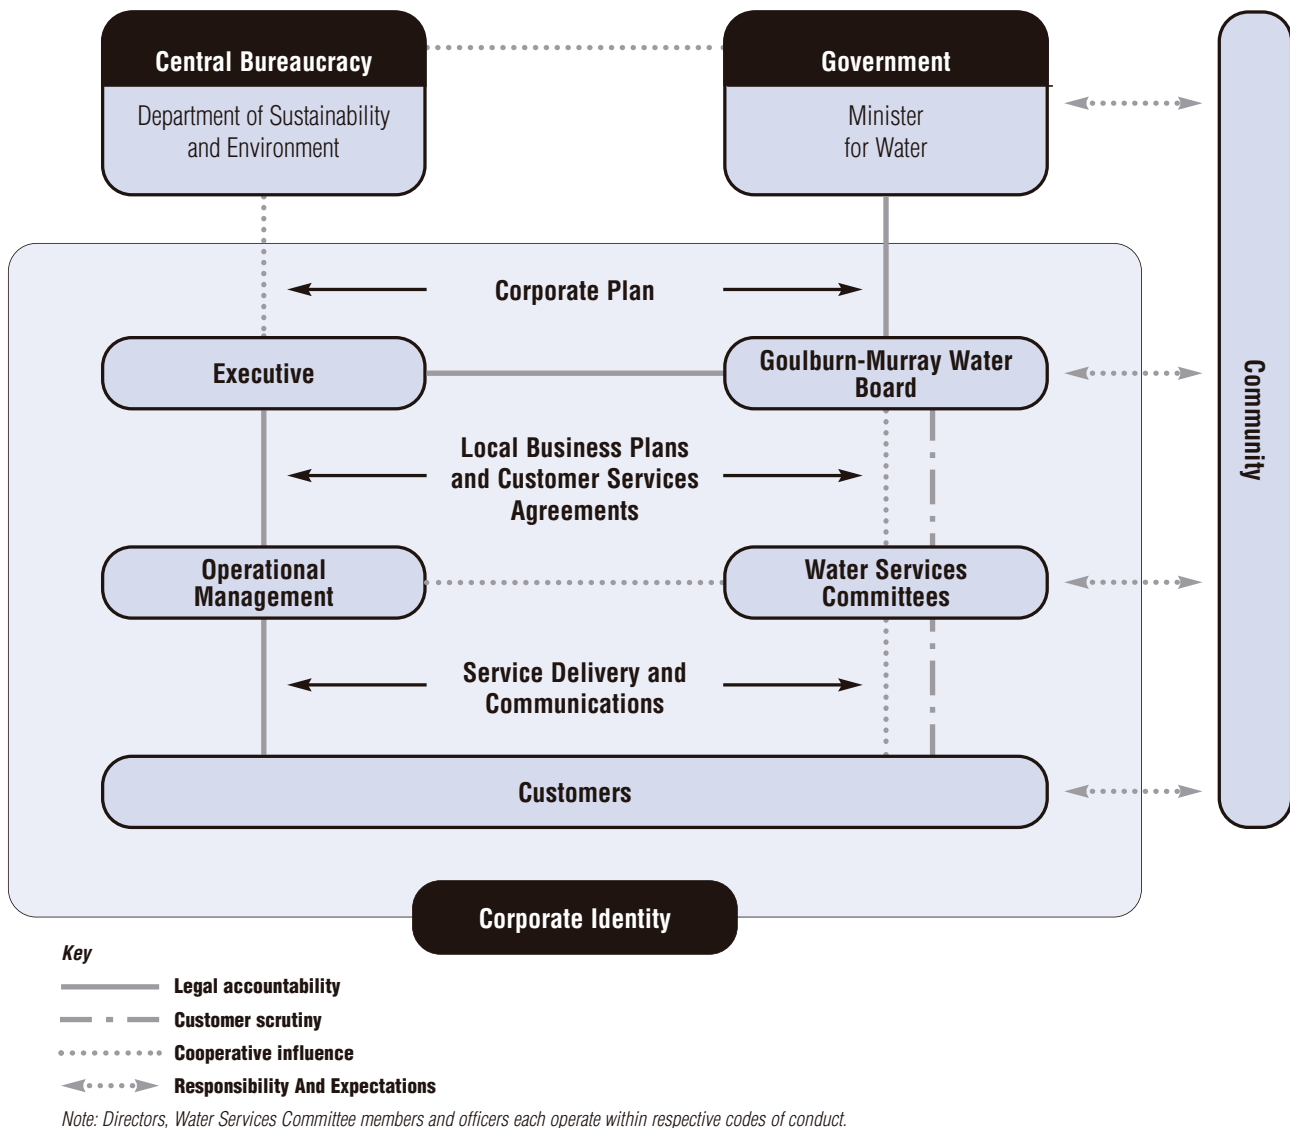 Central Bureaucracy
Department of Sustainability
and Environment
Government
Minister
for Water
Corporate Plan
Executive
Goulburn-Murray Water
Board
Local Business Plans
and Customer Services
Agreements
Operational
Management
Water Services
Committees
Service Delivery and
Communications
Customers
Community
Corporate Identity
Key
Legal accountability
Customer scrutiny
Cooperative influence
Responsibility And Expectations
Note: Directors, Water Services Committee members and officers each operate within respective codes of conduct.